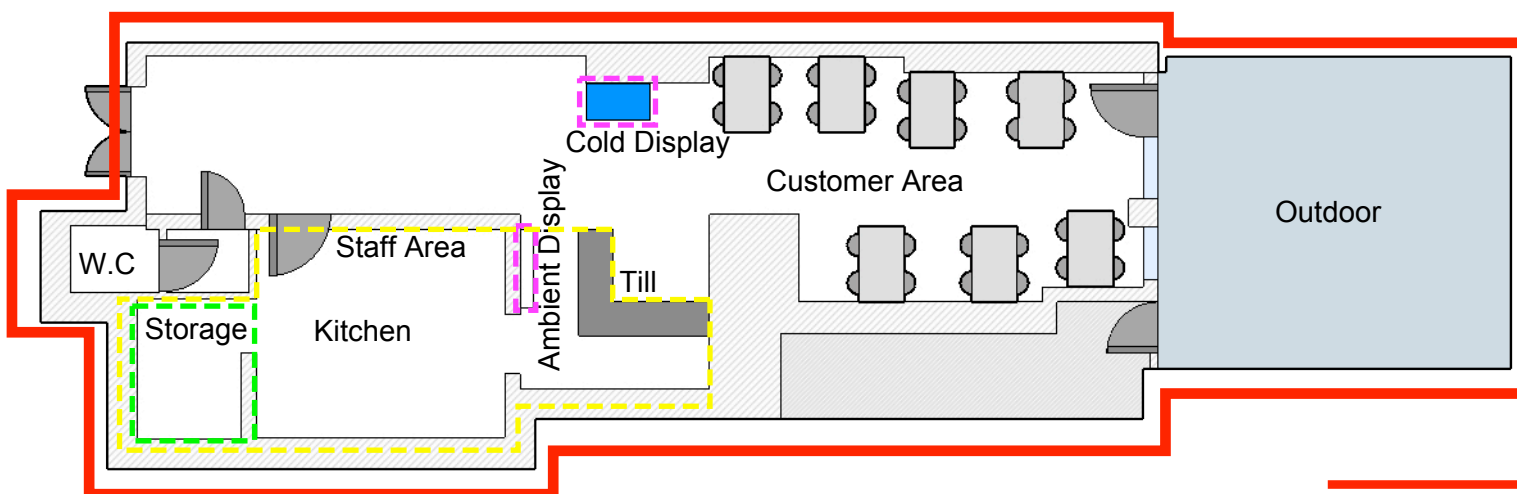 Cold Display
Customer Area
Ambient Display
Outdoor
Staff Area
W.C
Till
Storage
Kitchen